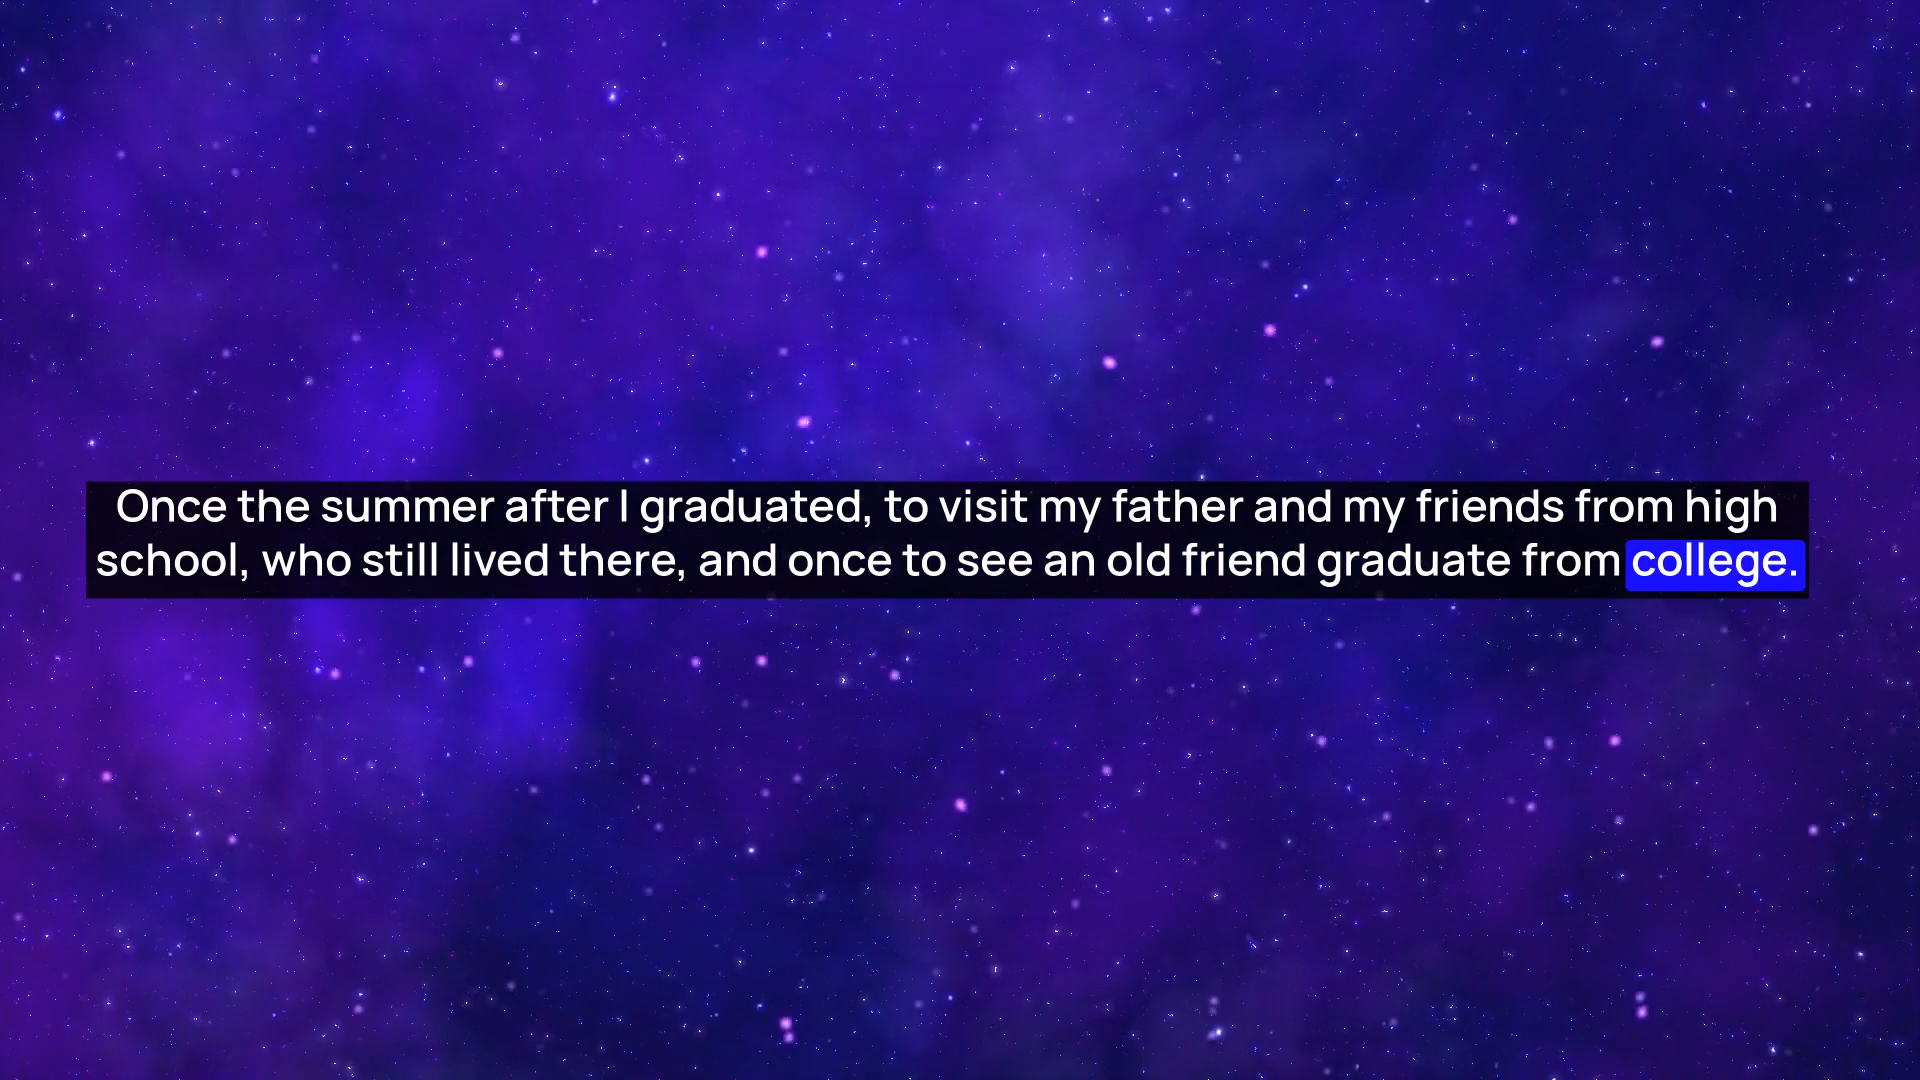 Once the summer after I graduated, to visit my father and my friends from high
school, who still lived there, and once to see an old friend graduate from college.